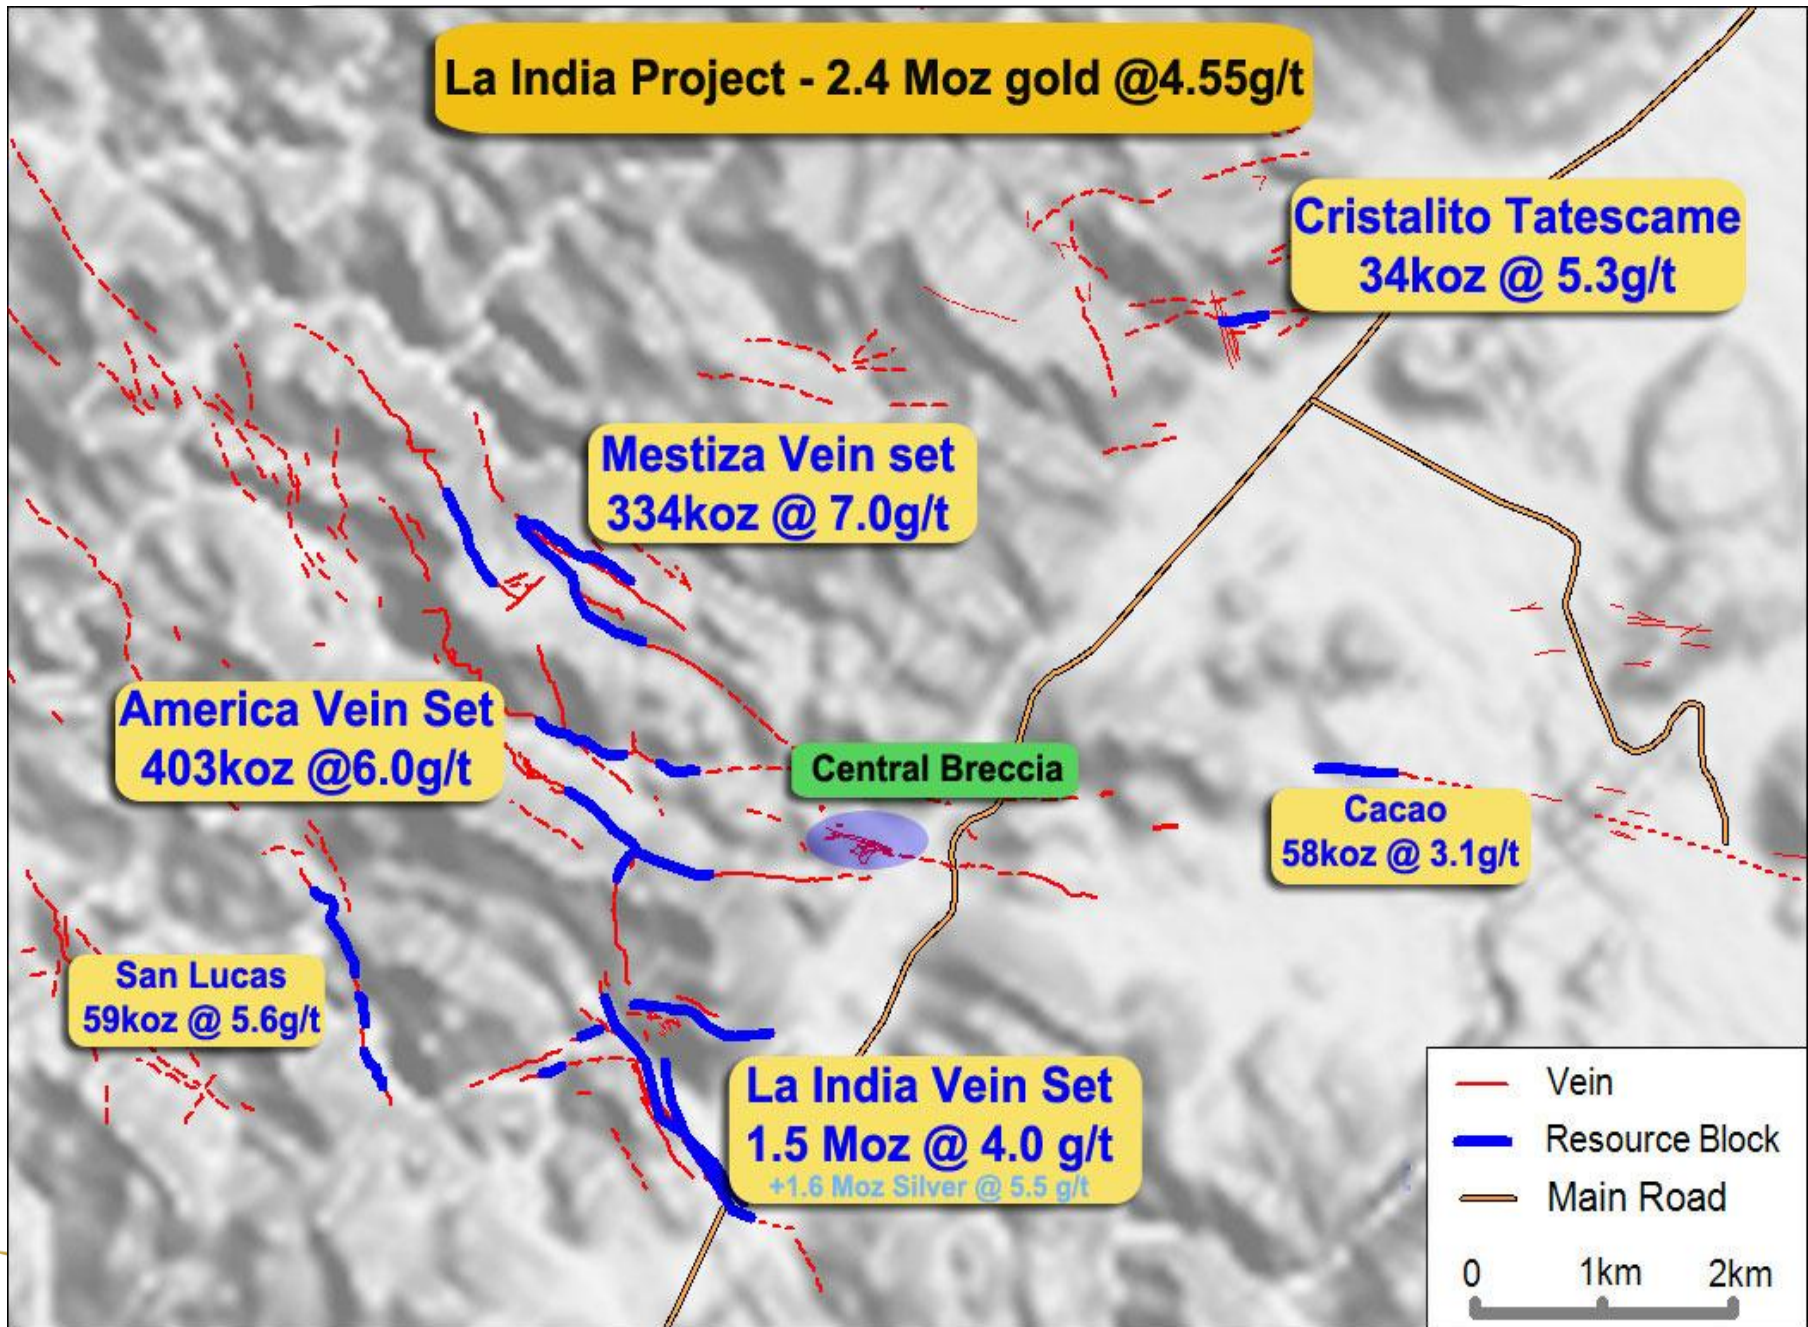 La India Project - 2.4 Moz gold @4.55g/t
Cristalito Tatescame
34koz @ 5.3g/t
Mestiza Vein set
334koz @ 7.0g/t
America Vein Set
403koz @6.0g/t
Central Breccia
Cacao
58koz @ 3.1g/t
San Lucas
59koz @ 5.6g/t
La India Vein Set
1.5 Moz @ 4.0 g/t
+1.6 Moz Silver @ 5.5 g/t
Vein
Resource Block
Main Road
0 1km 2km